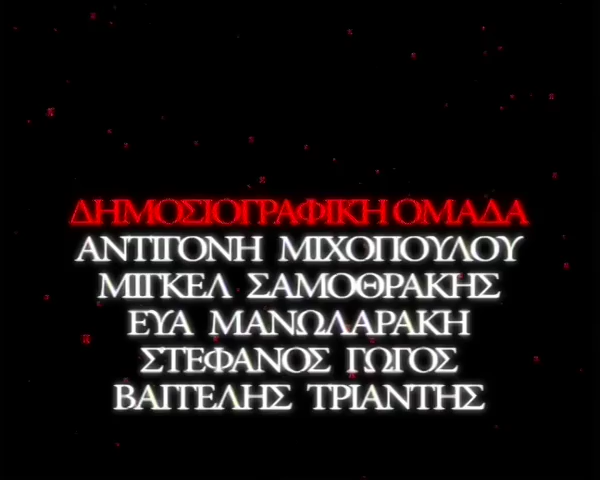 ΔΗΜΟΣΙΟΓΡΑΦΙΚΗ ΟΜΑΔΑ
ΑΝΤΙΓΟΝΗ ΜΙΧΟΠΟΥΛΟΥ
ΜΙΓΚΕΛ ΣΑΜΟΘΡΑΚΗΣ
ΕΥΑ ΜΑΝΩΛΑΡΑΚΗ
ΣΤΕΦΑΝΟΣ ΓΩΓΟΣ
ΒΑΓΓΕΛΗΣ ΤΡΙΑΝΤΗΣ